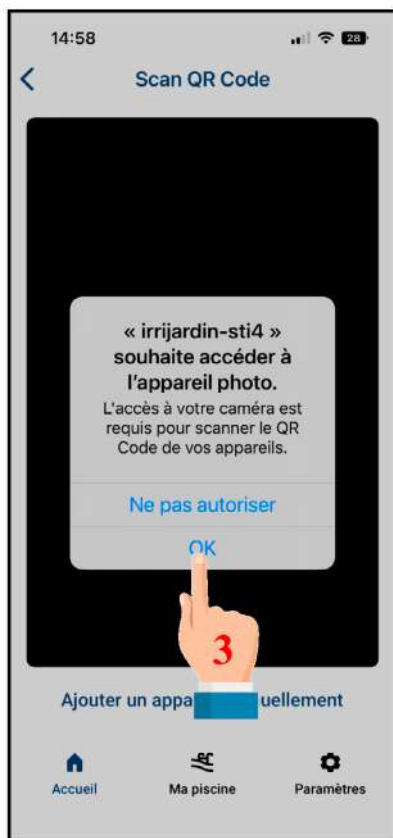 14:58
28
Scan QR Code
« irrijardin-sti4 »
souhaite accéder à
l'appareil photo.
L'accès à votre caméra est
requis pour scanner le QR
Code de vos appareils.
Ne pas autoriser
OK
3
Ajouter un appa uellement
Accueil
Ma piscine
Paramètres